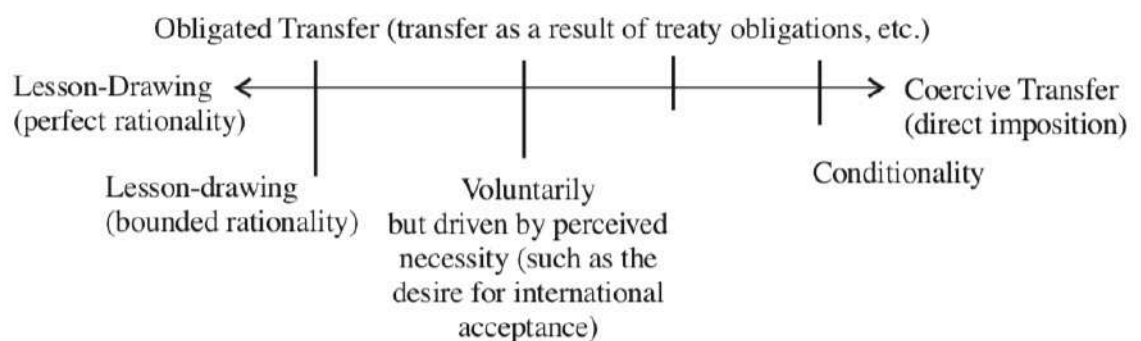 Obligated Transfer (transfer as a result of treaty obligations, etc.)
Lesson-Drawing
(perfect rationality)
Coercive Transfer
(direct imposition)
Lesson-drawing
(bounded rationality)
Voluntarily
but driven by perceived
necessity (such as the
desire for international
acceptance)
Conditionality